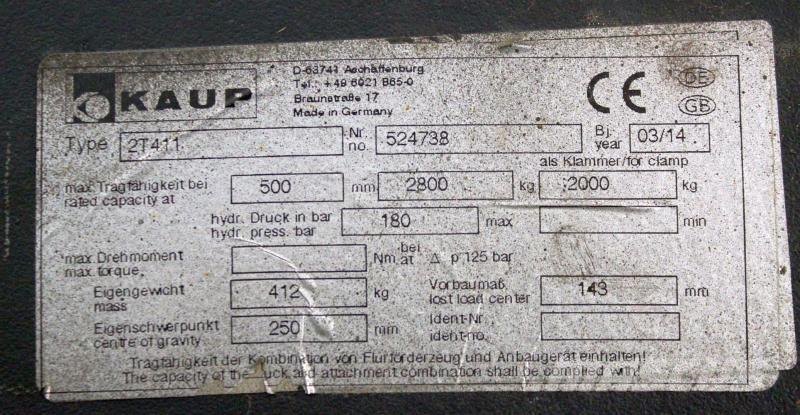 KAUP
D-63741 Aschaffenburg
Tel.: +49 6021 865-0
Braunstraße 17
Made in Germany
CE
DE
GB
Type 2T411 Nr. no. 524738 Bj. year 03/14
als Klammer/for clamp
max. Tragfähigkeit bei rated capacity at 500 mm 2800 kg 2000 kg
hydr. Druck in bar hydr. press. bar 180 max min
max. Drehmoment max. torque Nm bei at Δ p 125 bar
Eigengewicht mass 412 kg Vorbaumaß lost load center 143 mm
Eigenschwerpunkt centre of gravity 250 mm Ident-Nr. ident-no.
Tragfähigkeit der Kombination von Flurförderzeug und Anbaugerät einhalten!
The capacity of the truck and attachment combination shall be complied with!